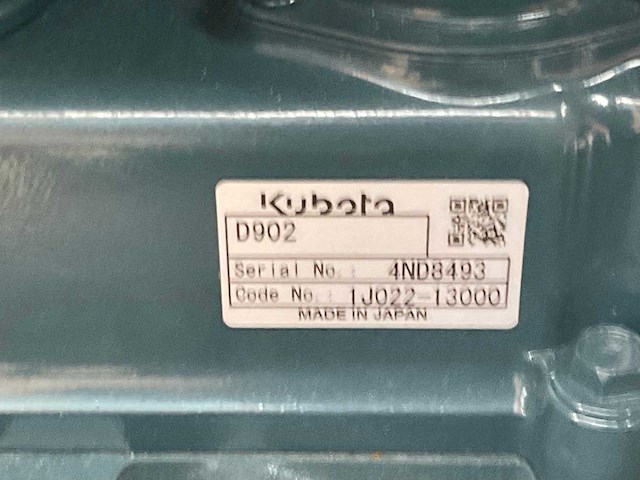 Kubota
D902
Serial No.: 4ND8493
Code No.: 1J022-13000
MADE IN JAPAN